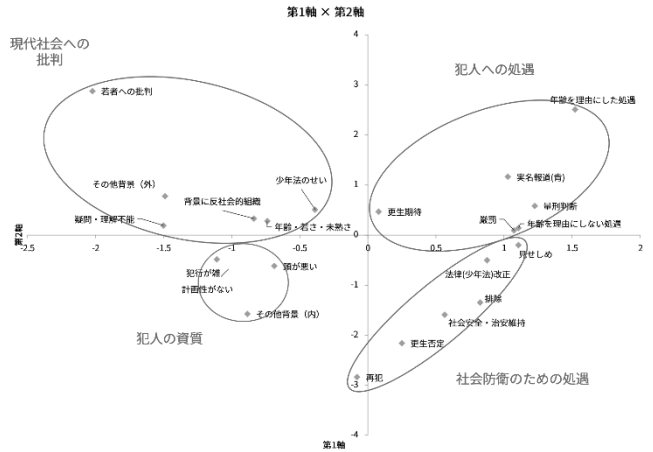 第1軸 × 第2軸
現代社会への
批判
犯人への処遇
若者への批判
年齢を理由にした処遇
その他背景（外）
少年法のせい
実名報道(肯)
背景に反社会的組織
更生期待
量刑判断
疑問・理解不能
年齢・若さ・未熟さ
厳罰
年齢を理由にしない処遇
第2軸
見せしめ
犯行が雑
計画性がない
頭が悪い
法律(少年法)改正
排除
その他背景（内）
社会安全・治安維持
犯人の資質
更生否定
再犯
社会防衛のための処遇
第1軸
4
3
2
1
0
-1
-2
-3
-4
-2.5
-2
-1.5
-1
-0.5
0
0.5
1
1.5
2